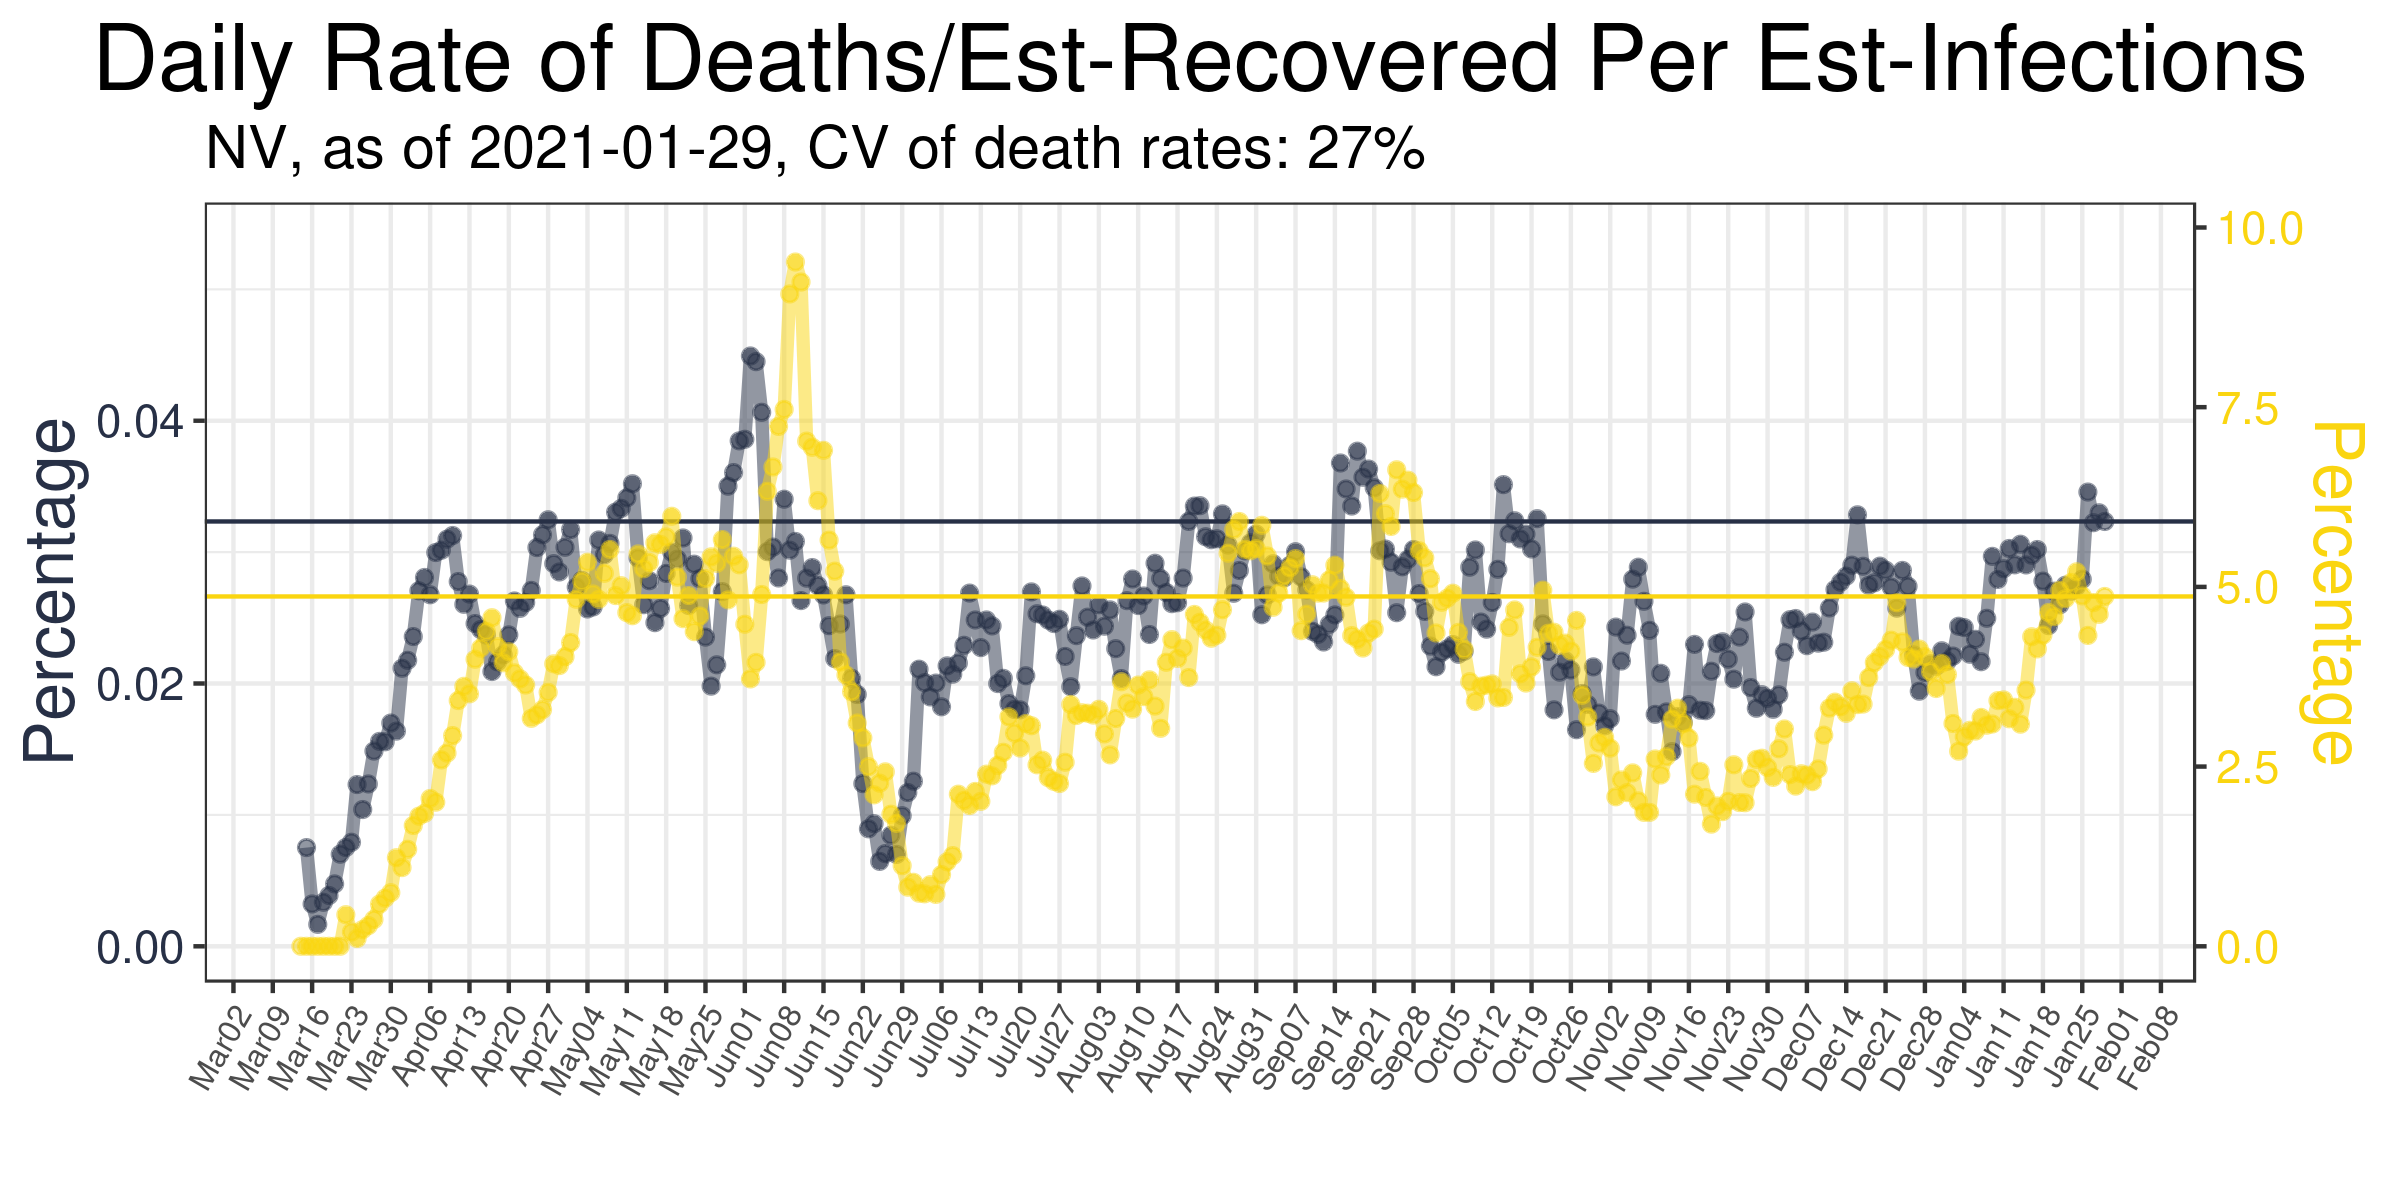 Daily Rate of Deaths/Est-Recovered Per Est-Infections
NV, as of 2021-01-29, CV of death rates: 27%
Percentage
0.04
0.02
0.00
10.0
7.5
5.0
2.5
0.0
Percentage
Mar02
Mar09
Mar16
Mar23
Mar30
Apr06
Apr13
Apr20
Apr27
May04
May11
May18
May25
Jun01
Jun08
Jun15
Jun22
Jun29
Jul06
Jul13
Jul20
Jul27
Aug03
Aug10
Aug17
Aug24
Aug31
Sep07
Sep14
Sep21
Sep28
Oct05
Oct12
Oct19
Oct26
Nov02
Nov09
Nov16
Nov23
Nov30
Dec07
Dec14
Dec21
Dec28
Jan04
Jan11
Jan18
Jan25
Feb01
Feb08